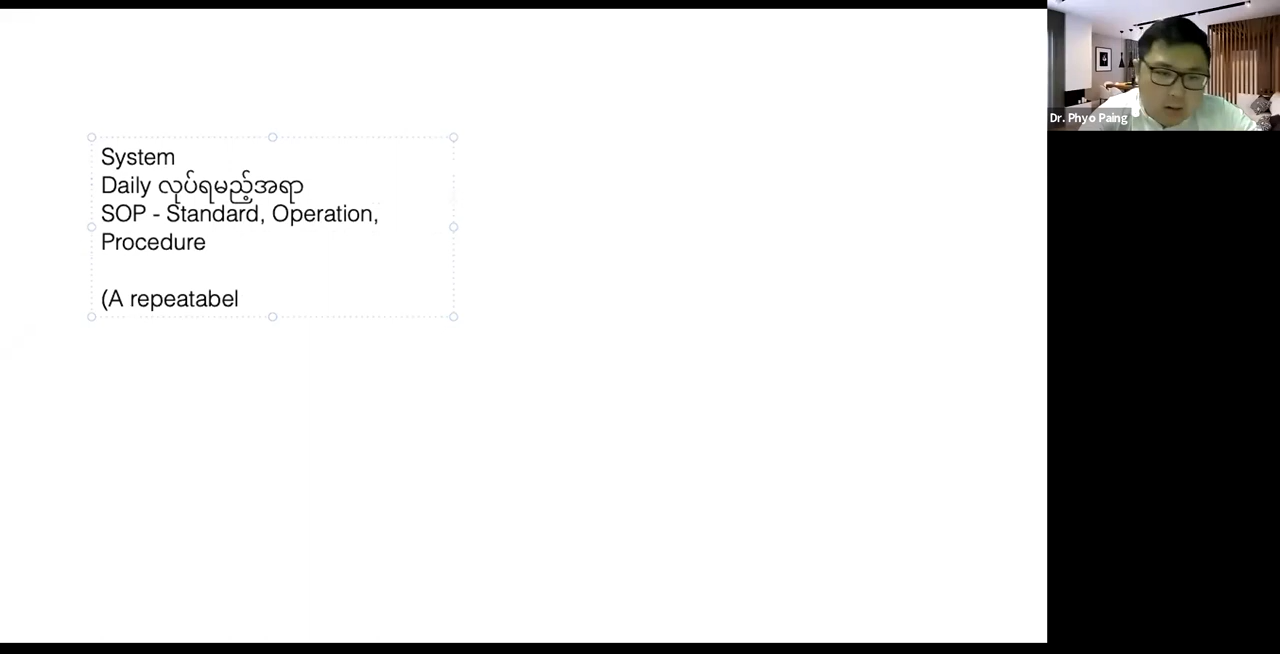 System
Daily လုပ်ရမည့်အရာ
SOP - Standard, Operation,
Procedure
(A repeatabel
Dr. Phyo Paing